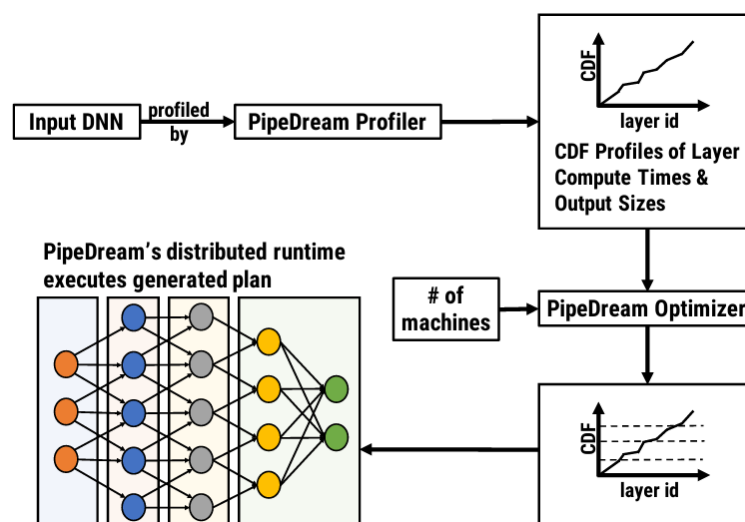 Input DNN
profiled
by
PipeDream Profiler
CDF
layer id
CDF Profiles of Layer
Compute Times &
Output Sizes
PipeDream's distributed runtime
executes generated plan
# of
machines
PipeDream Optimizer
CDF
layer id